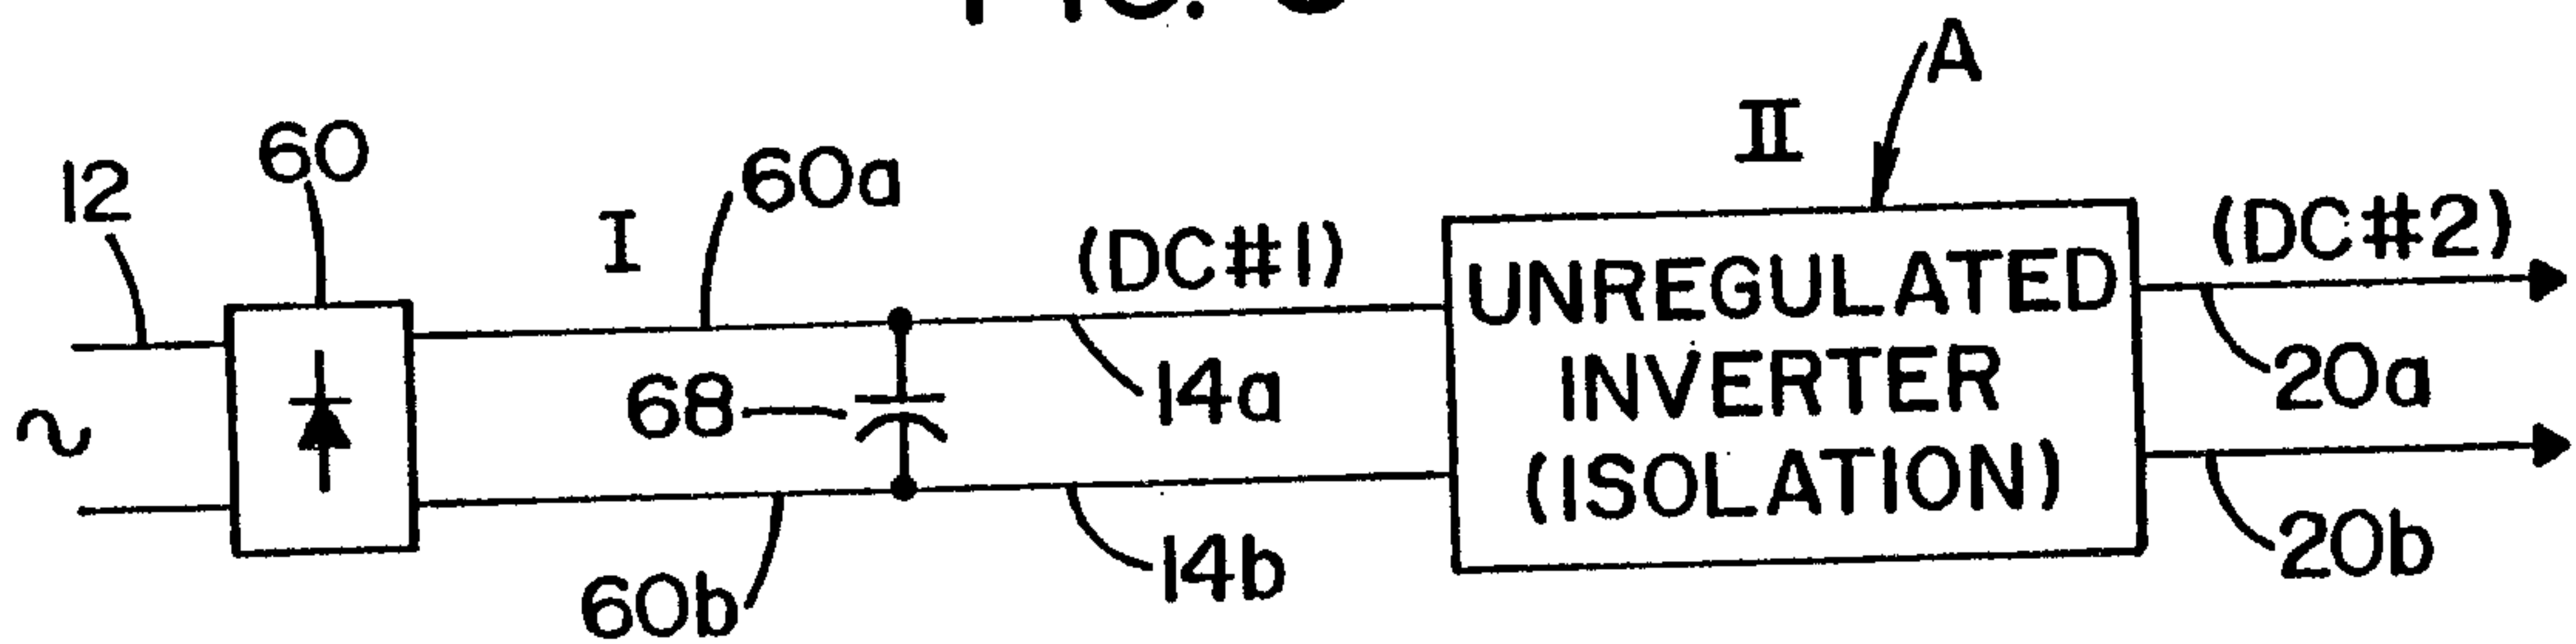 A
II
60
12
60a
I
(DC#1)
(DC#2)
UNREGULATED
INVERTER
(ISOLATION)
14a
20a
68
14b
20b
60b